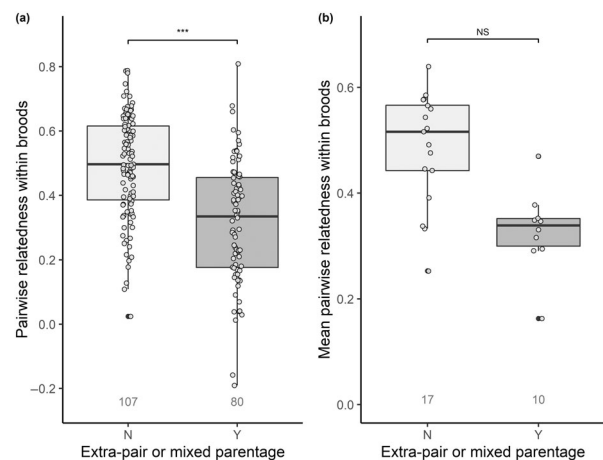 (a)
***
Pairwise relatedness within broods
0.8
0.6
0.4
0.2
0.0
−0.2
107
80
N
Y
Extra-pair or mixed parentage
(b)
NS
Mean pairwise relatedness within broods
0.6
0.4
0.2
0.0
17
10
N
Y
Extra-pair or mixed parentage